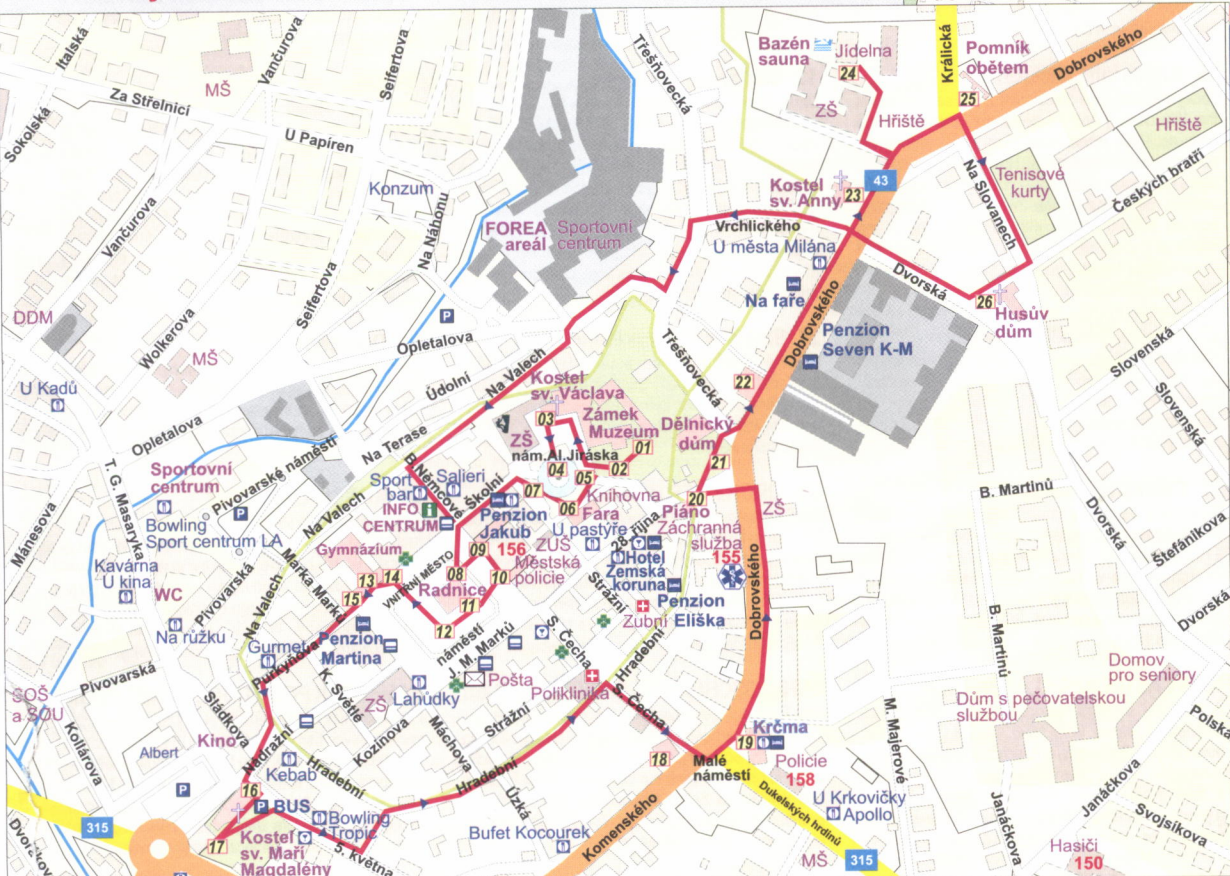 Italská
Vančurova
Seifertova
Třešňovecká
Bazén
sauna
Jídelna
24
Králická
Pomník
obětem
Dobrovského
25
MŠ
Za Střelnicí
Sokolská
U Papíren
ZŠ
Hřiště
Hřiště
Konzum
Na Náhonu
Kostel
sv. Anny
23
43
Na Slovanech
Tenisové
kurty
Českých bratří
Vančurova
FOREA
areál
Sportovní
centrum
Vrchlického
U města Milána
Dvorská
Seifertova
Na faře
26
Husův
dům
DDM
Wolkerova
MŠ
P
Opletalova
Dobrovského
Penzion
Seven K-M
Třešňovecká
Slovenská
U Kadů
Údolní
Na Valech
Kostel
sv. Václava
22
Dvorská
Slovenská
Opletalova
03
Zámek
Muzeum
01
Dělnický
dům
Na Terase
ZŠ
nám.Al.Jiráska
04
02
21
T. G. Masaryka
Sportovní
centrum
Pivovarské náměstí
P
B.Němcové
Salieri
Sport
bar
Školní
07
05
Knihovna
06
Fara
20
B. Martinů
Mánesova
Bowling
Sport centrum LA
Na Valech
INFO
CENTRUM
Penzion
Jakub
U pastýře
28.října
Piáno
Záchranná
služba
155
ZŠ
Dvorská
Marka Marků
Gymnázium
156
ZUŠ
Městská
policie
Hotel
Zemská
koruna
Štefánikova
Kavárna
U kina
WC
Pivovarská
13
14
VNITŘNÍ MĚSTO
09
08
10
Radnice
Strážní
15
11
Penzion
Eliška
Dobrovského
Na růžku
Na Valech
12
Zubní
B. Martinů
Dvorská
Gurmet
Purkyňova
Penzion
Martina
náměstí
J. M. Marků
S. Čecha
Hradební
Pivovarská
K. Světlé
ZŠ
Lahůdky
Pošta
Poliklinika
Domov
pro seniory
SOŠ
a SOU
Sládkova
Kozinova
Strážní
S. Čecha
Dům s pečovatelskou
službou
M. Majerové
Polská
Kollárova
Albert
Kino
Nádražní
Máchova
18
19
Krčma
Malé
náměstí
Policie
158
P
Kebab
Hradební
Hradební
Úzká
16
P BUS
Dukelských hrdinů
U Krkovičky
Apollo
Janáčkova
Janáčkova
Svojsíkova
315
17
Bowling
Tropic
Kostel
sv. Maří
Magdalény
5. května
Bufet Kocourek
Komenského
MŠ
315
Hasiči
150